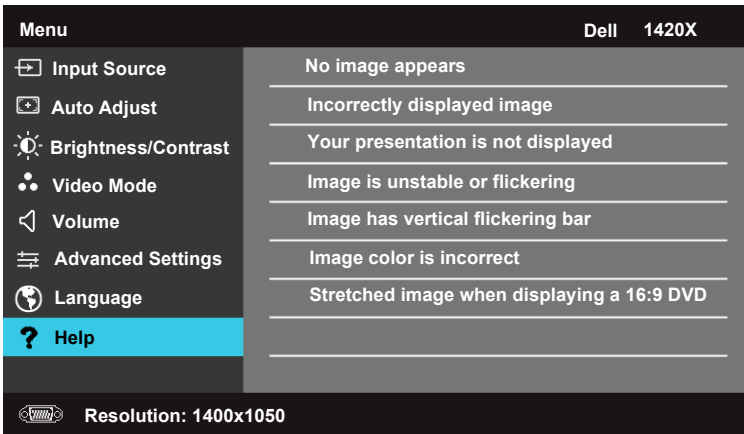 Menu
Dell 1420X
Input Source
Auto Adjust
Brightness/Contrast
Video Mode
Volume
Advanced Settings
Language
Help
No image appears
Incorrectly displayed image
Your presentation is not displayed
Image is unstable or flickering
Image has vertical flickering bar
Image color is incorrect
Stretched image when displaying a 16:9 DVD
Resolution: 1400x1050